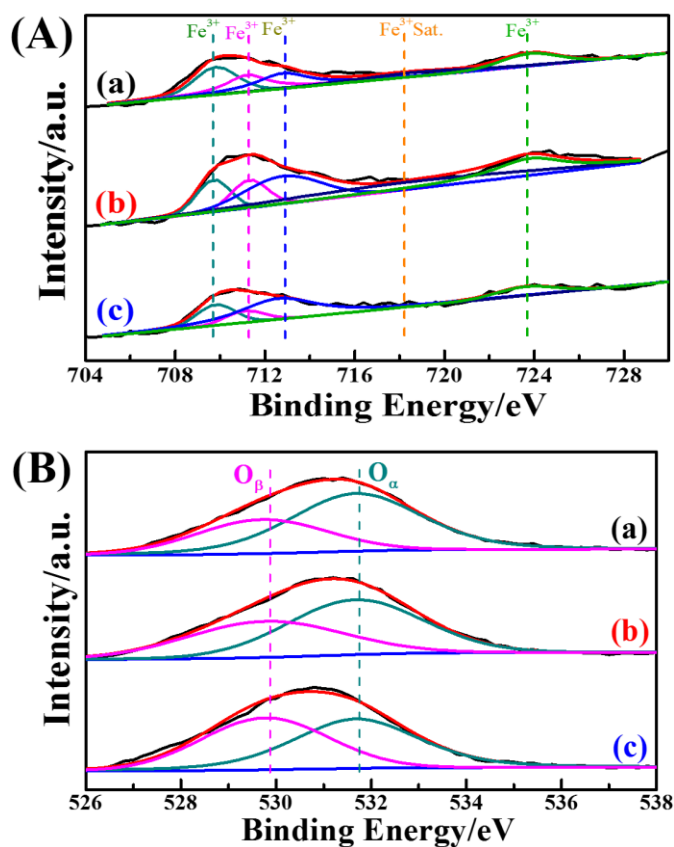 (A)
Fe³⁺ Fe³⁺ Fe³⁺ Fe³⁺Sat. Fe³⁺
(a)
(b)
(c)
Intensity/a.u.
704 708 712 716 720 724 728
Binding Energy/eV
(B)
Oβ Oα
(a)
(b)
(c)
Intensity/a.u.
526 528 530 532 534 536 538
Binding Energy/eV